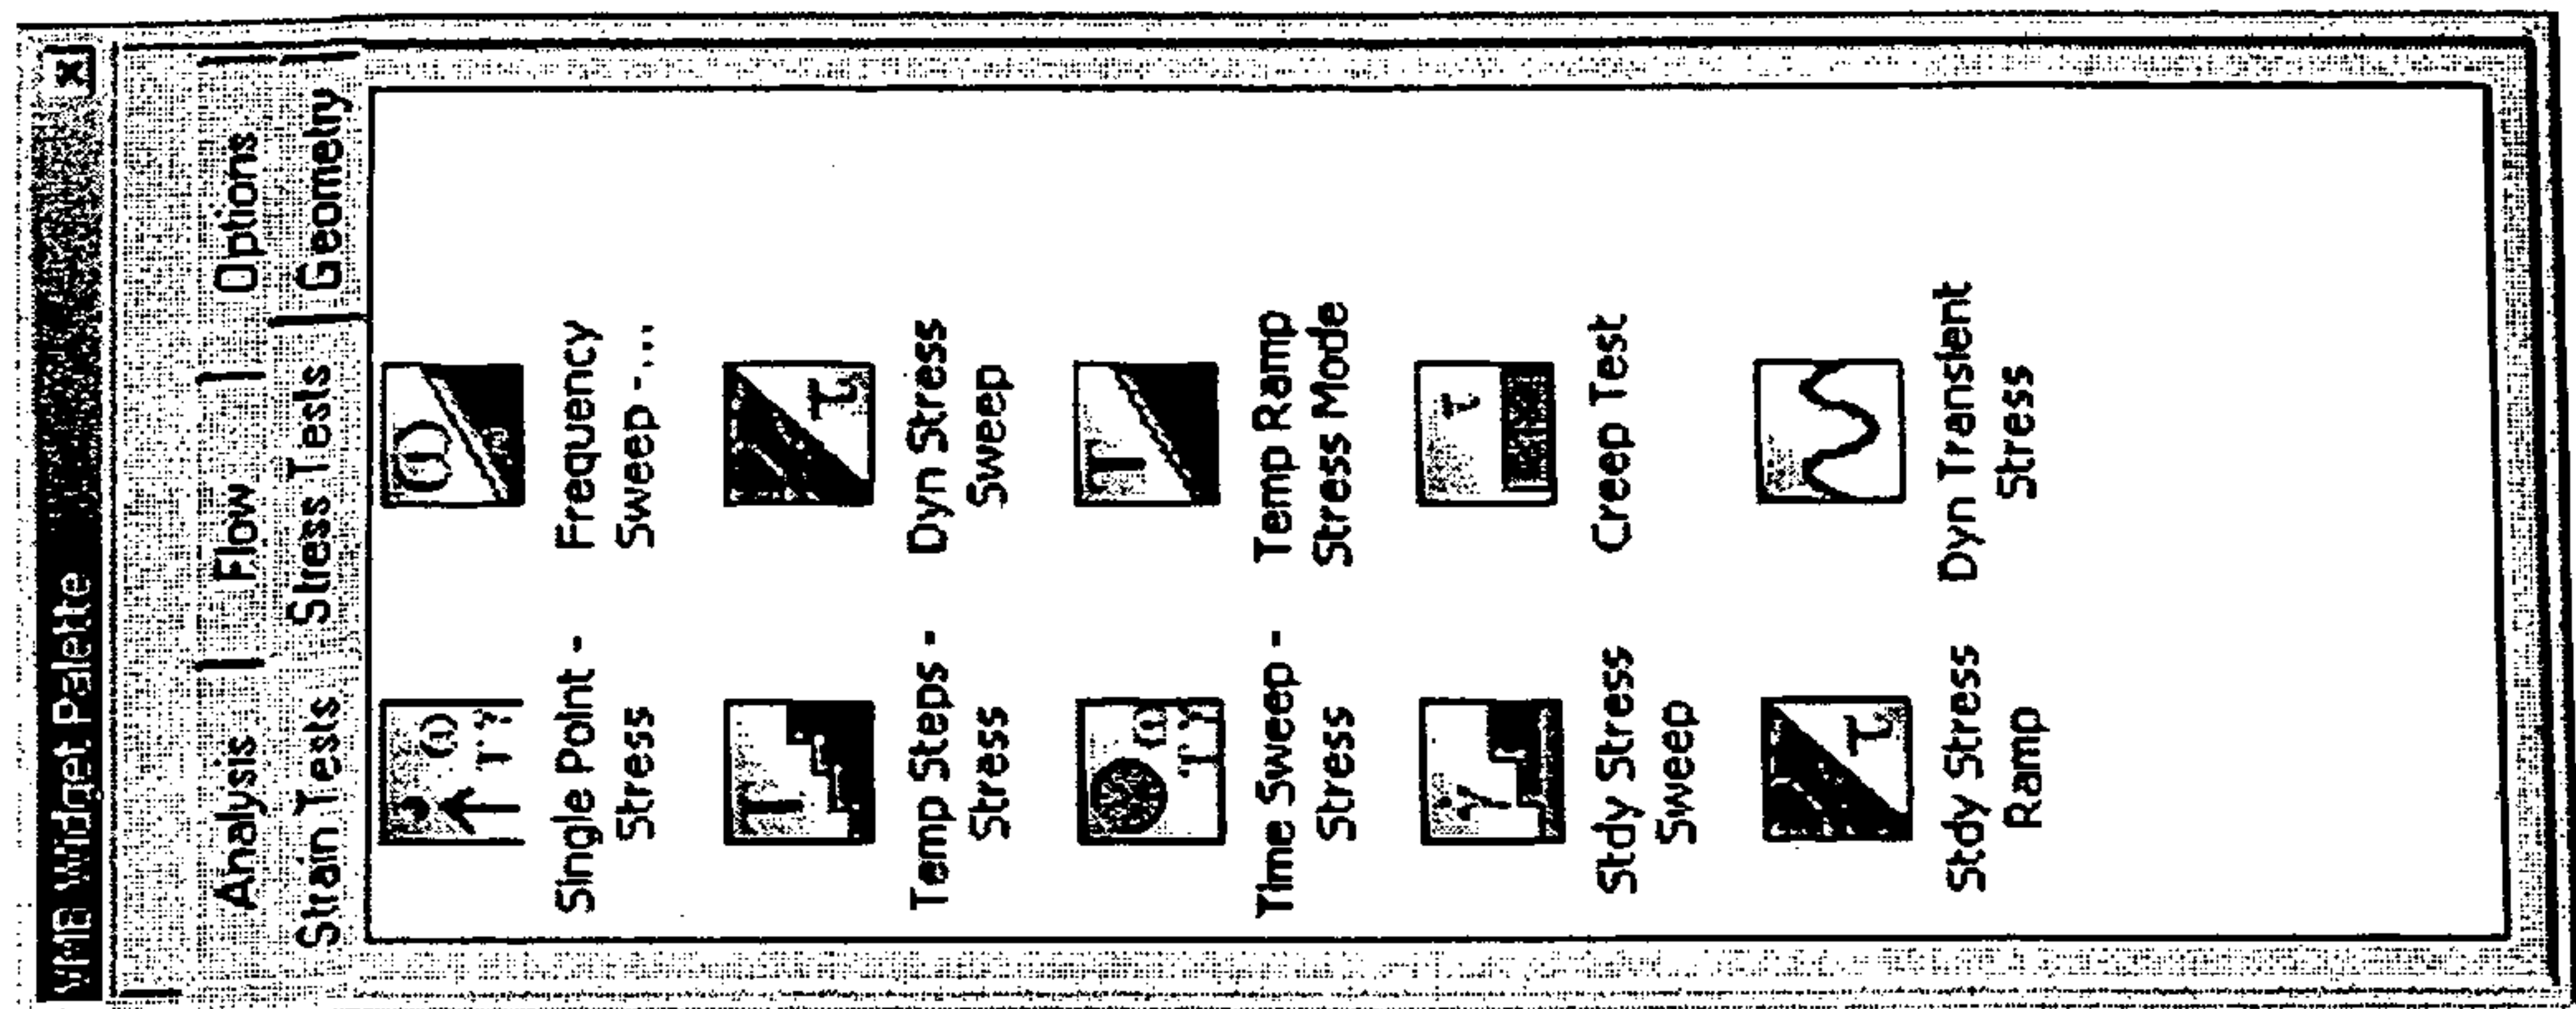 VMB Widget Palette
Analysis Flow Options
Strain Tests Stress Tests Geometry
ω
T γ
ω
Single Point -
Stress
Frequency
Sweep -...
T
τ
Temp Steps -
Stress
Dyn Stress
Sweep
ω
T γ
T
Time Sweep -
Stress
Temp Ramp
Stress Mode
γ
τ
Stdy Stress
Sweep
Creep Test
τ
Stdy Stress
Ramp
Dyn Transient
Stress